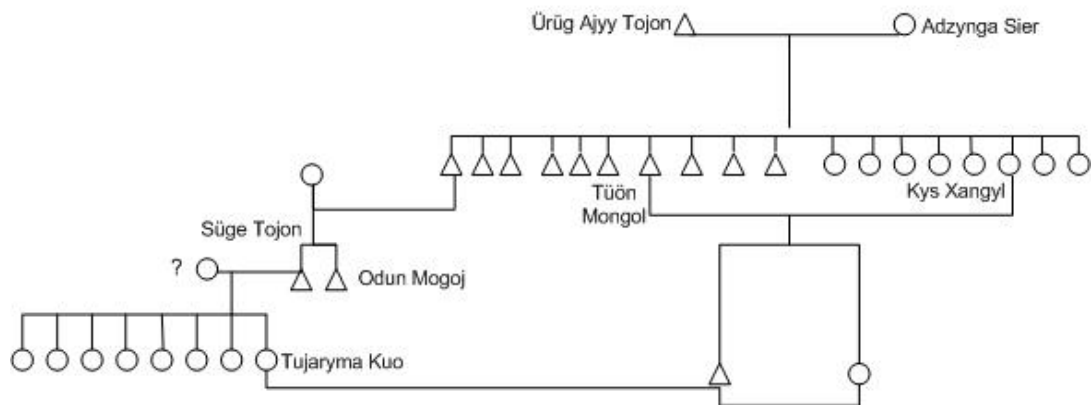 Ürüg Ajyy Tojon
Adzynga Sier
Tüön
Mongol
Kys Xangyl
Süge Tojon
?
Odun Mogoj
Tujaryma Kuo